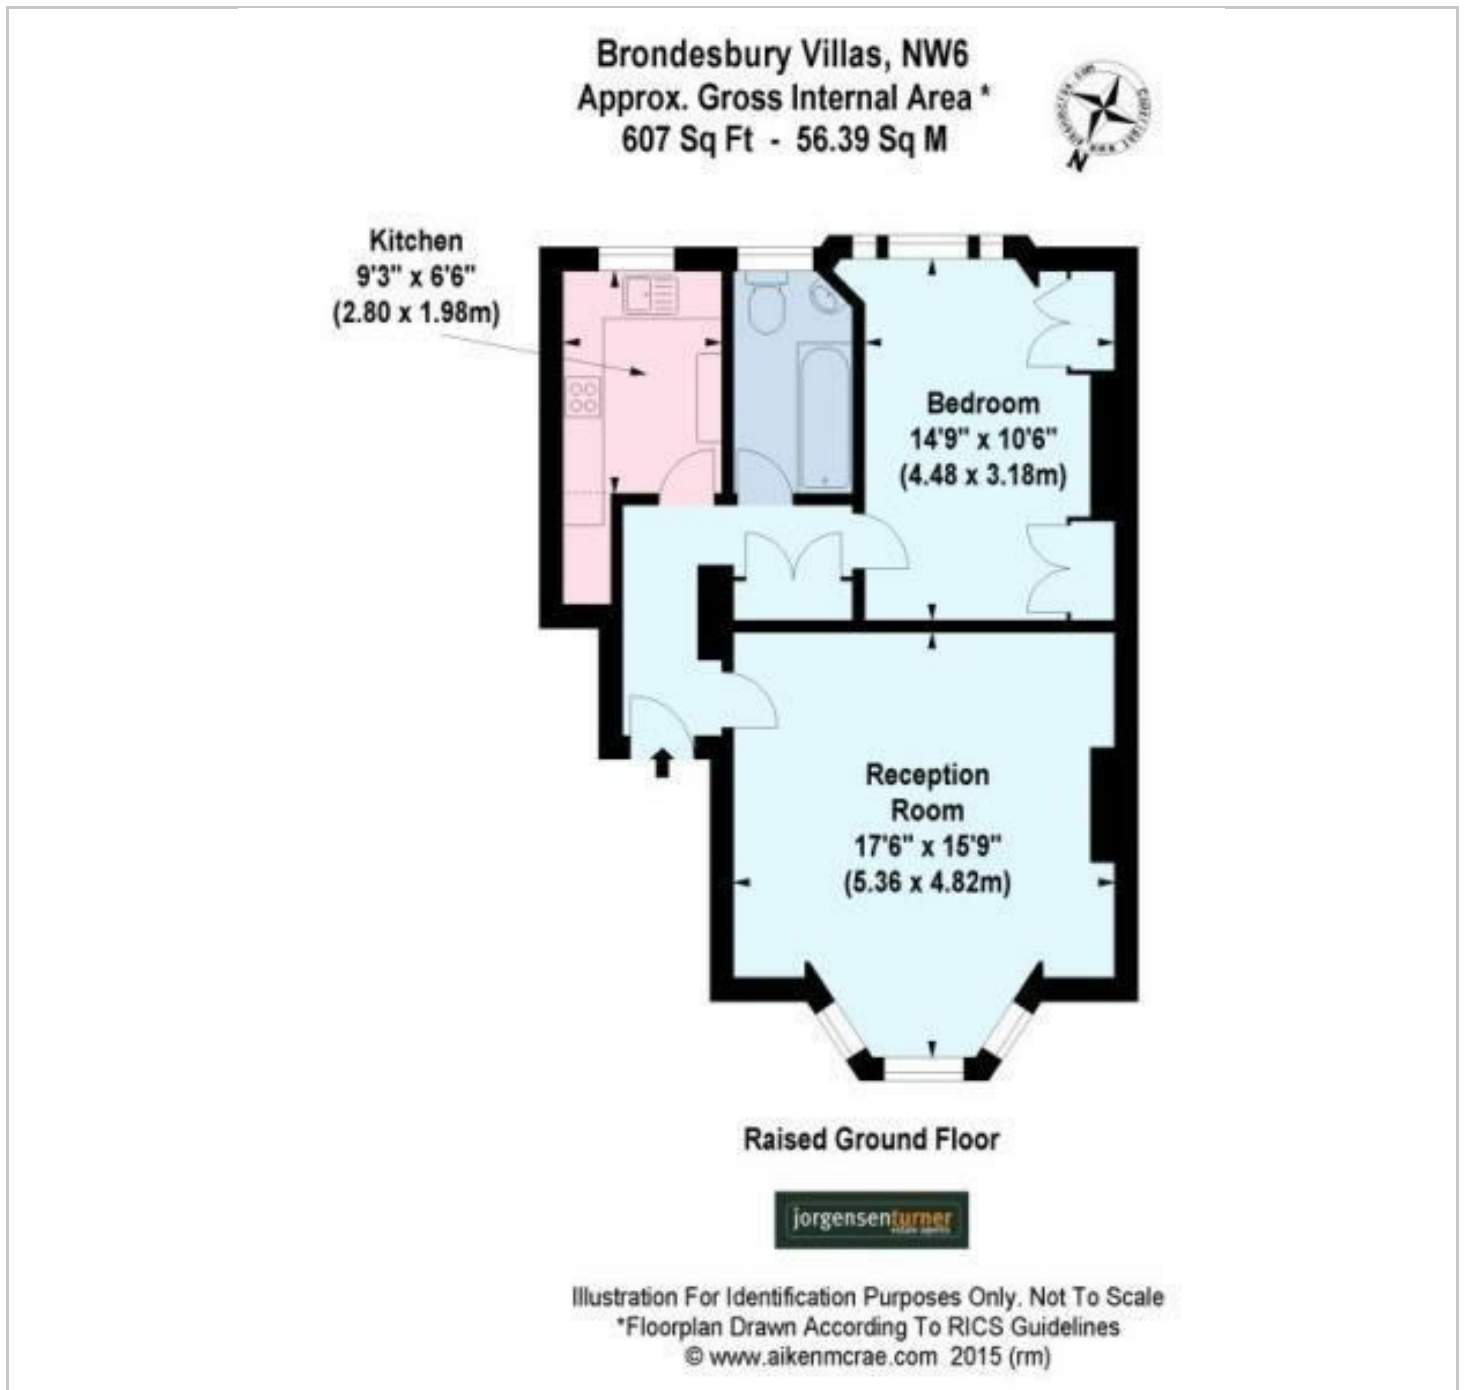 Brondesbury Villas, NW6
Approx. Gross Internal Area *
607 Sq Ft - 56.39 Sq M
N
Kitchen
9'3" x 6'6"
(2.80 x 1.98m)
Bedroom
14'9" x 10'6"
(4.48 x 3.18m)
Reception
Room
17'6" x 15'9"
(5.36 x 4.82m)
Raised Ground Floor
jorgensenturner
estate agents
Illustration For Identification Purposes Only. Not To Scale
*Floorplan Drawn According To RICS Guidelines
© www.aikenmcrae.com 2015 (rm)